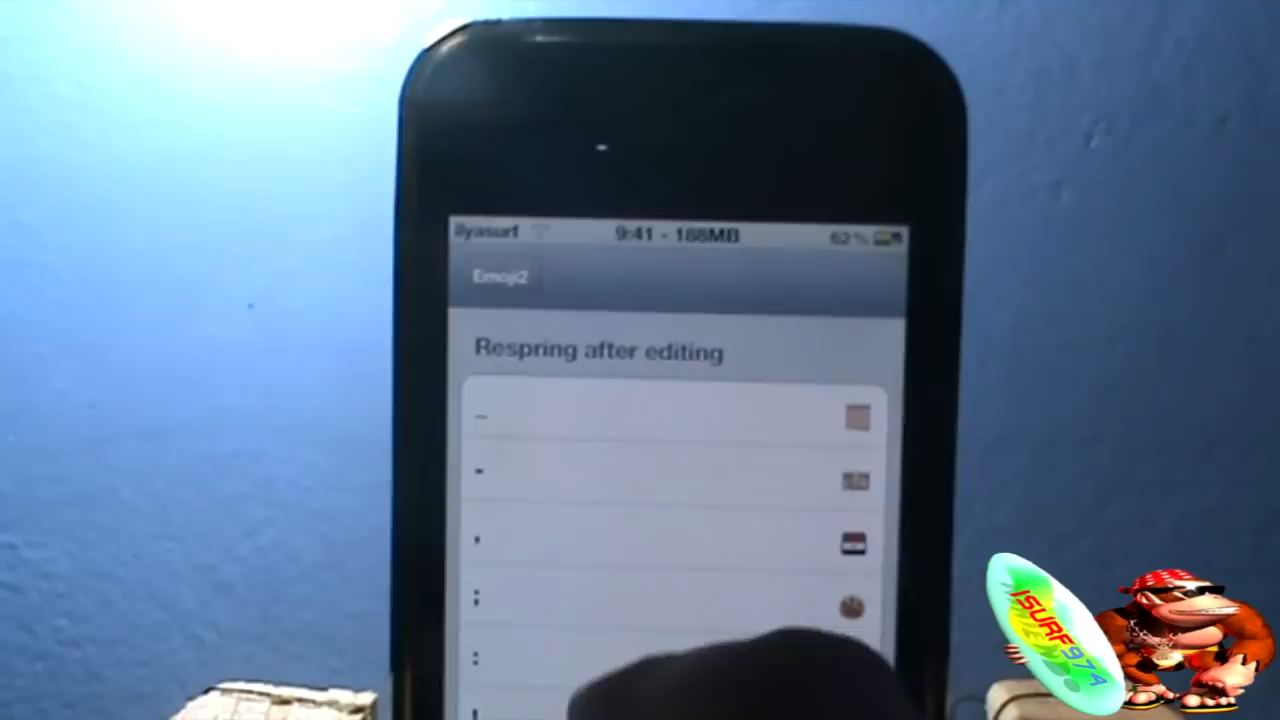 ilyasurf 9:41 - 188MB 62%
Emoji2
Respring after editing
–
-
'
:
:
!
ISURF974